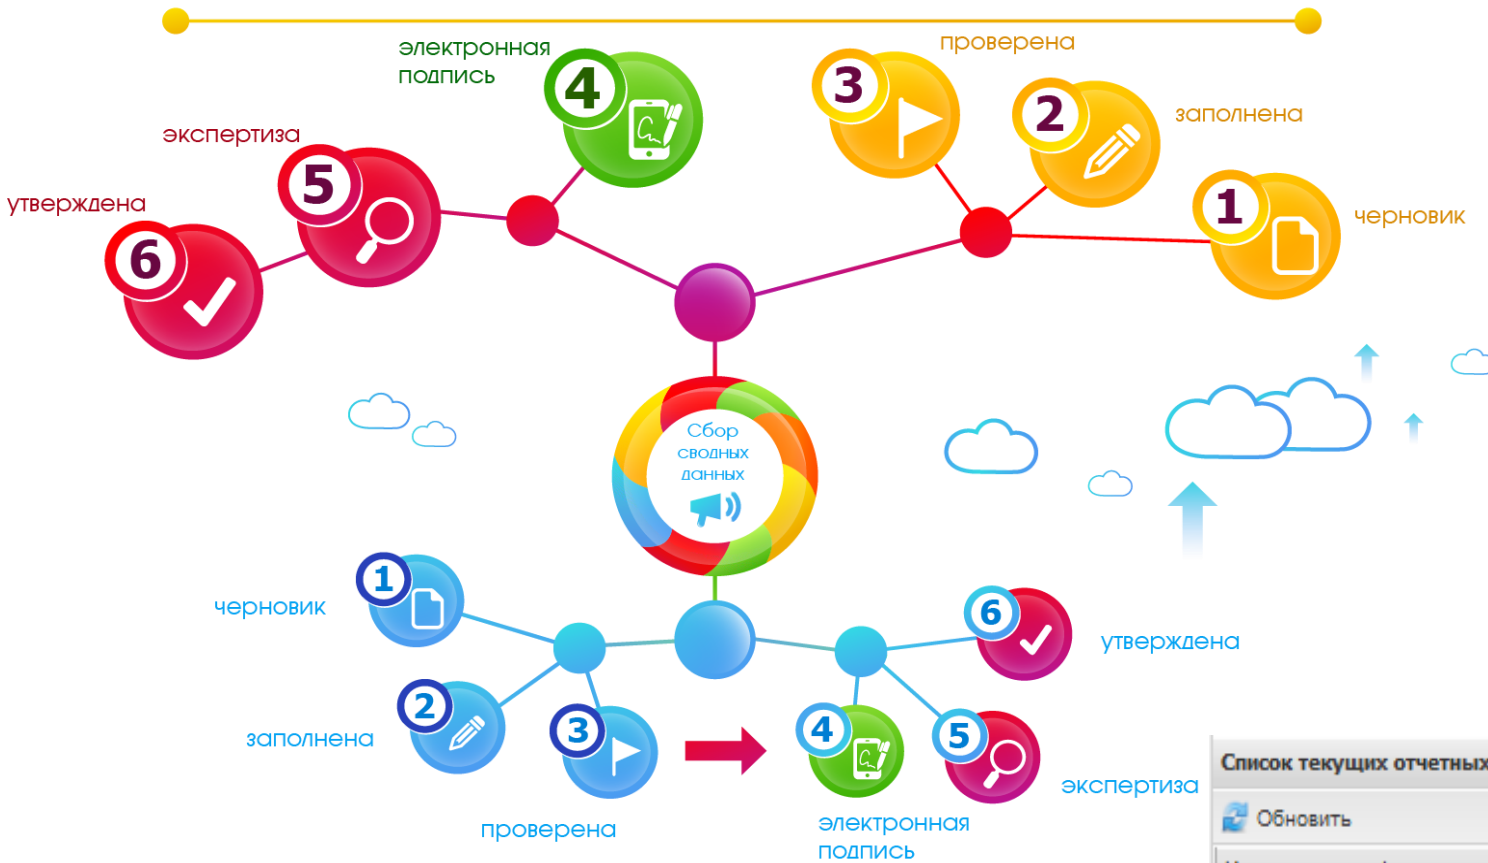 электронная
подпись
4
3
проверена
2
заполнена
экспертиза
5
утверждена
6
1
черновик
Сбор
сводных
данных
1
черновик
2
заполнена
3
проверена
6
утверждена
4
электронная
подпись
5
экспертиза
Список текущих отчетных
Обновить